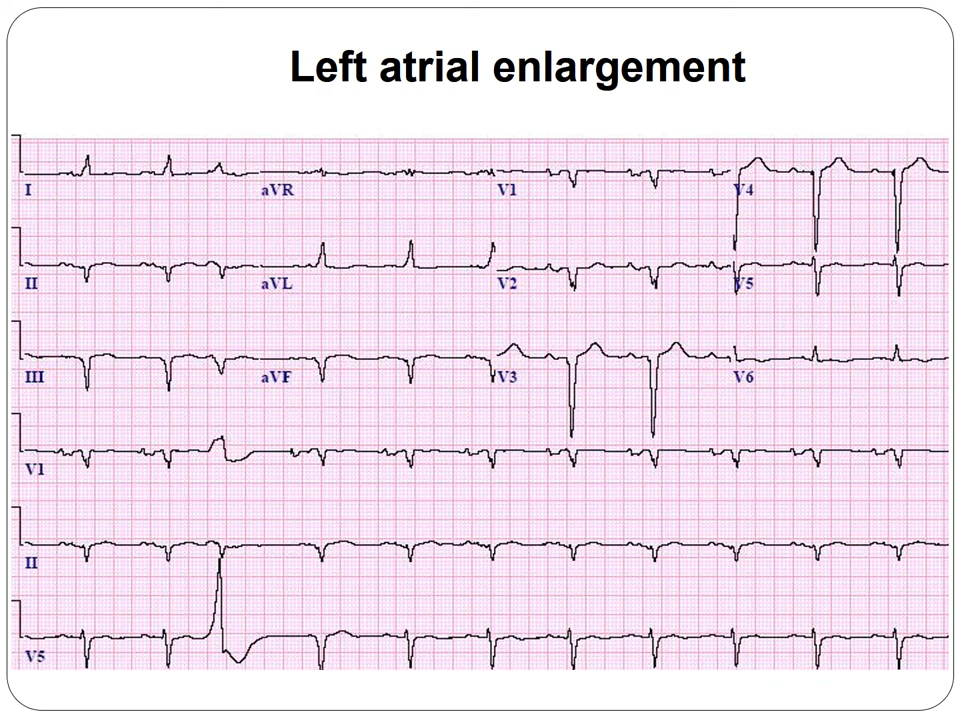 Left atrial enlargement
I aVR V1 V4
II aVL V2 V5
III aVF V3 V6
V1
II
V5